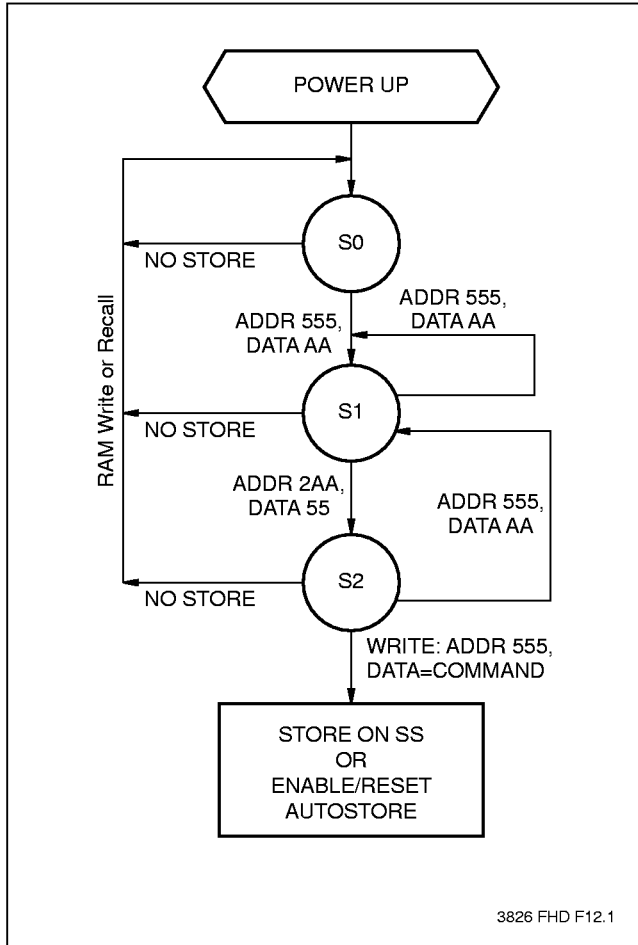 POWER UP
S0
NO STORE
ADDR 555,
DATA AA
ADDR 555,
DATA AA
RAM Write or Recall
S1
NO STORE
ADDR 2AA,
DATA 55
ADDR 555,
DATA AA
S2
NO STORE
WRITE: ADDR 555,
DATA=COMMAND
STORE ON SS
OR
ENABLE/RESET
AUTOSTORE
3826 FHD F12.1